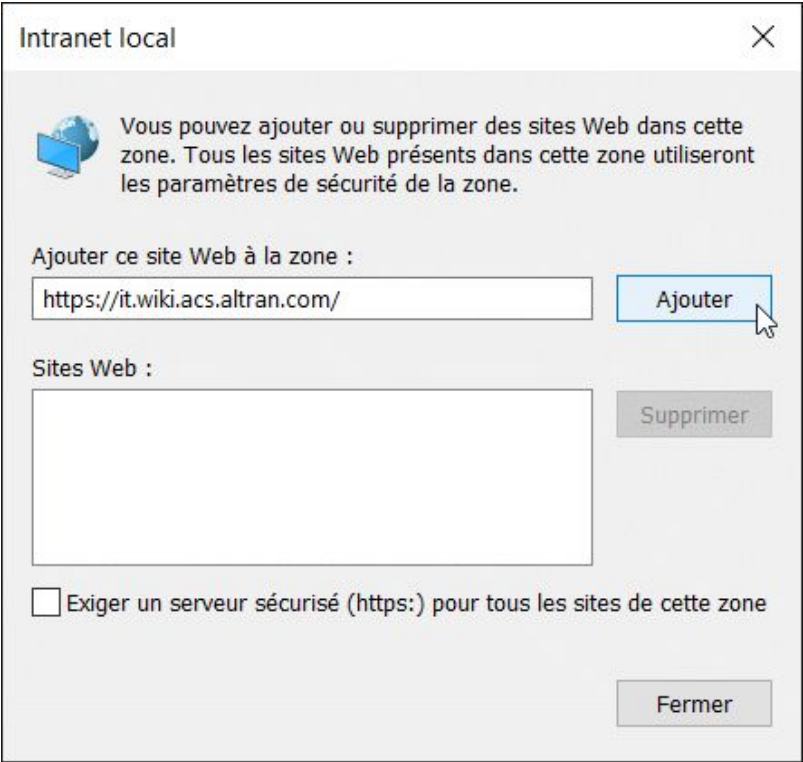 Intranet local
Vous pouvez ajouter ou supprimer des sites Web dans cette
zone. Tous les sites Web présents dans cette zone utiliseront
les paramètres de sécurité de la zone.
Ajouter ce site Web à la zone :
https://it.wiki.acs.altran.com/
Ajouter
Sites Web :
Supprimer
Exiger un serveur sécurisé (https:) pour tous les sites de cette zone
Fermer